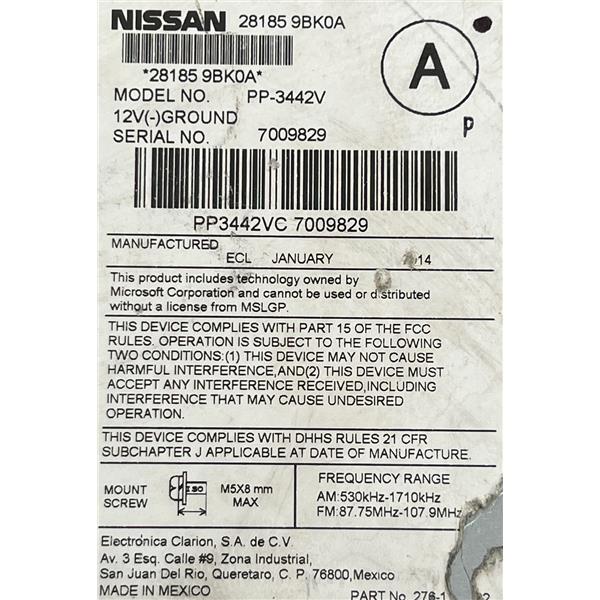 NISSAN 28185 9BK0A
*28185 9BK0A*
A
MODEL NO. PP-3442V
12V(-)GROUND
p
SERIAL NO. 7009829
PP3442VC 7009829
MANUFACTURED
ECL JANUARY 14
This product includes technology owned by
Microsoft Corporation and cannot be used or distributed
without a license from MSLGP.
THIS DEVICE COMPLIES WITH PART 15 OF THE FCC
RULES. OPERATION IS SUBJECT TO THE FOLLOWING
TWO CONDITIONS:(1) THIS DEVICE MAY NOT CAUSE
HARMFUL INTERFERENCE,AND(2) THIS DEVICE MUST
ACCEPT ANY INTERFERENCE RECEIVED,INCLUDING
INTERFERENCE THAT MAY CAUSE UNDESIRED
OPERATION.
THIS DEVICE COMPLIES WITH DHHS RULES 21 CFR
SUBCHAPTER J APPLICABLE AT DATE OF MANUFACTURE.
MOUNT
SCREW
ISO
M5X8 mm
MAX
FREQUENCY RANGE
AM:530kHz-1710kHz
FM:87.75MHz-107.9MHz
Electronica Clarion, S.A. de C.V.
Av. 3 Esq. Calle #9, Zona Industrial,
San Juan Del Rio, Queretaro, C. P. 76800,Mexico
MADE IN MEXICO
PART No.